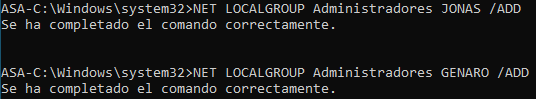 ASA-C:\Windows\system32>NET LOCALGROUP Administradores JONAS /ADD
Se ha completado el comando correctamente.
ASA-C:\Windows\system32>NET LOCALGROUP Administradores GENARO /ADD
Se ha completado el comando correctamente.